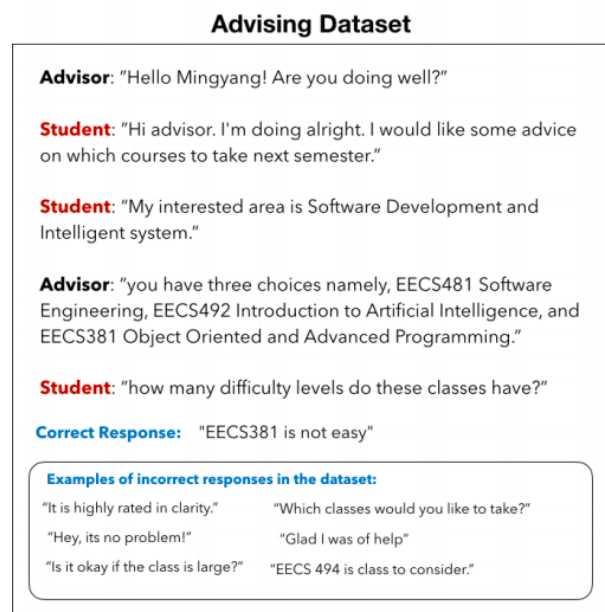 Advising Dataset
Advisor: “Hello Mingyang! Are you doing well?”
Student: “Hi advisor. I'm doing alright. I would like some advice
on which courses to take next semester.”
Student: “My interested area is Software Development and
Intelligent system.”
Advisor: “you have three choices namely, EECS481 Software
Engineering, EECS492 Introduction to Artificial Intelligence, and
EECS381 Object Oriented and Advanced Programming.”
Student: “how many difficulty levels do these classes have?”
Correct Response: "EECS381 is not easy"
Examples of incorrect responses in the dataset:
“It is highly rated in clarity.” “Which classes would you like to take?”
“Hey, its no problem!” “Glad I was of help”
“Is it okay if the class is large?” “EECS 494 is class to consider.”